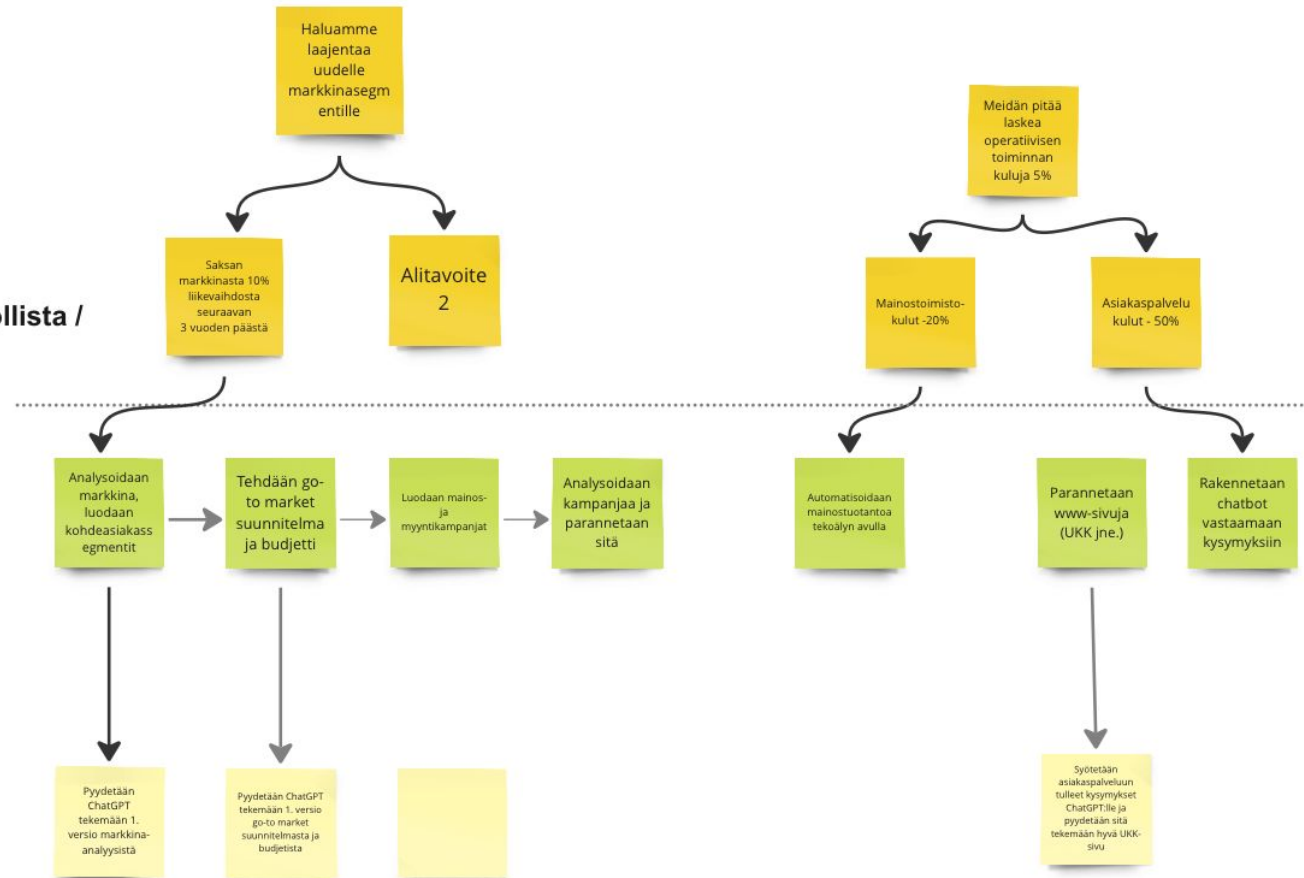 Haluamme
laajentaa
uudelle
markkinasegm
entille
Meidän pitää
laskea
operatiivisen
toiminnan
kuluja 5%
Saksan
markkinasta 10%
liikevaihdosta
seuraavan
3 vuoden päästä
Alitavoite
2
Mainostoimisto-
kulut -20%
Asiakaspalvelu
kulut - 50%
Analysoidaan
markkina,
luodaan
kohdeasiakass
egmentit
Tehdään go-
to market
suunnitelma
ja budjetti
Luodaan mainos-
ja
myyntikampanjat
Analysoidaan
kampanjaa ja
parannetaan
sitä
Automatisoidaan
mainostuotantoa
tekoälyn avulla
Parannetaan
www-sivuja
(UKK jne.)
Rakennetaan
chatbot
vastaamaan
kysymyksiin
Pyydetään
ChatGPT
tekemään 1.
versio markkina-
analyysistä
Pyydetään ChatGPT
tekemään 1. versio
go-to market
suunnitelmasta ja
budjetista
Syötetään
asiakaspalveluun
tulleet kysymykset
ChatGPT:lle ja
pyydetään sitä
tekemään hyvä UKK-
sivu